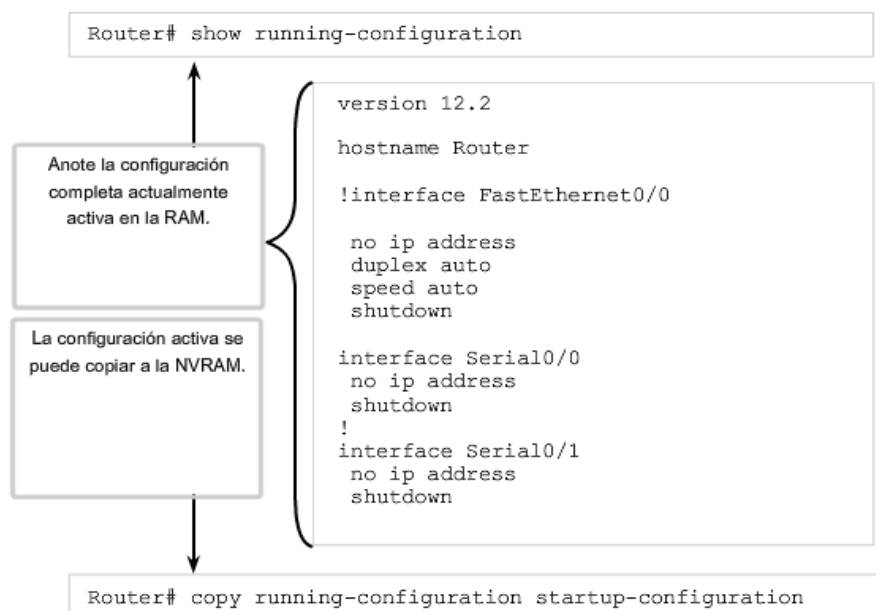 Router# show running-configuration
Anote la configuración
completa actualmente
activa en la RAM.
La configuración activa se
puede copiar a la NVRAM.
version 12.2
hostname Router
!interface FastEthernet0/0
no ip address
duplex auto
speed auto
shutdown
interface Serial0/0
no ip address
shutdown
!
interface Serial0/1
no ip address
shutdown
Router# copy running-configuration startup-configuration